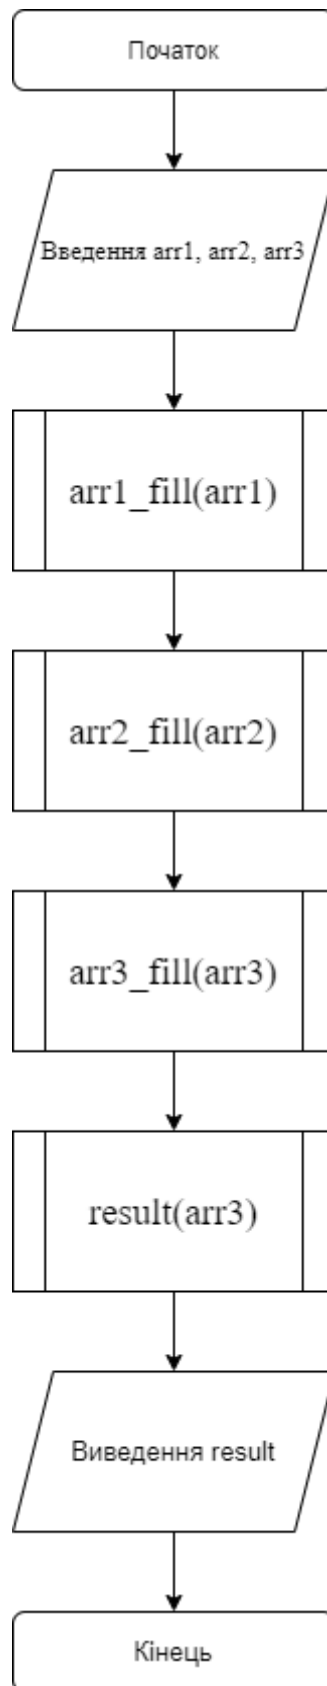 Початок
Введення arr1, arr2, arr3
arr1_fill(arr1)
arr2_fill(arr2)
arr3_fill(arr3)
result(arr3)
Виведення result
Кінець